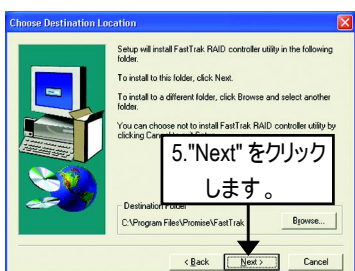 Choose Destination Location
Setup will install FastTrak RAID controller utility in the following
folder.
To install to this folder, click Next.
To install to a different folder, click Browse and select another
folder.
You can choose not to install FastTrak RAID controller utility by
clicking Can
5."Next" をクリック
します。
Destination Folder
C:\Program Files\Promise\FastTrak
Browse...
< Back
Next >
Cancel